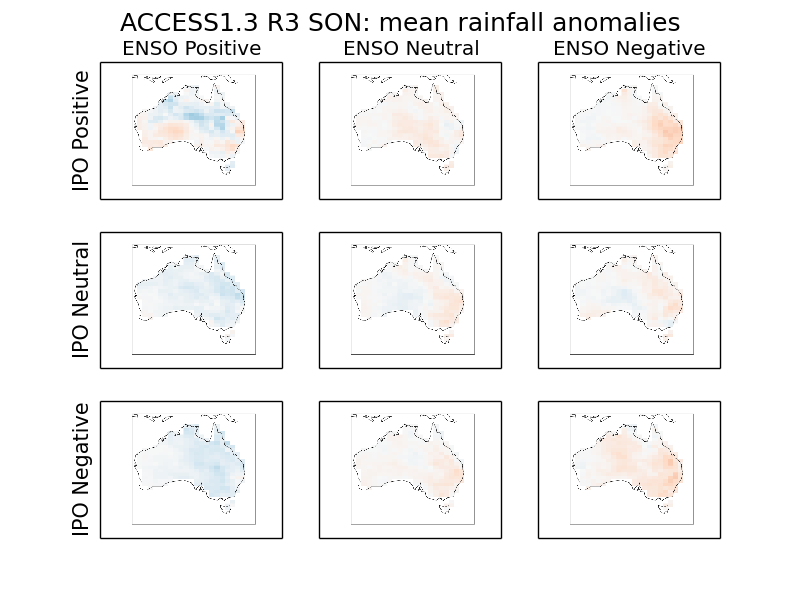 ACCESS1.3 R3 SON: mean rainfall anomalies
ENSO Positive
ENSO Neutral
ENSO Negative
IPO Positive
IPO Neutral
IPO Negative